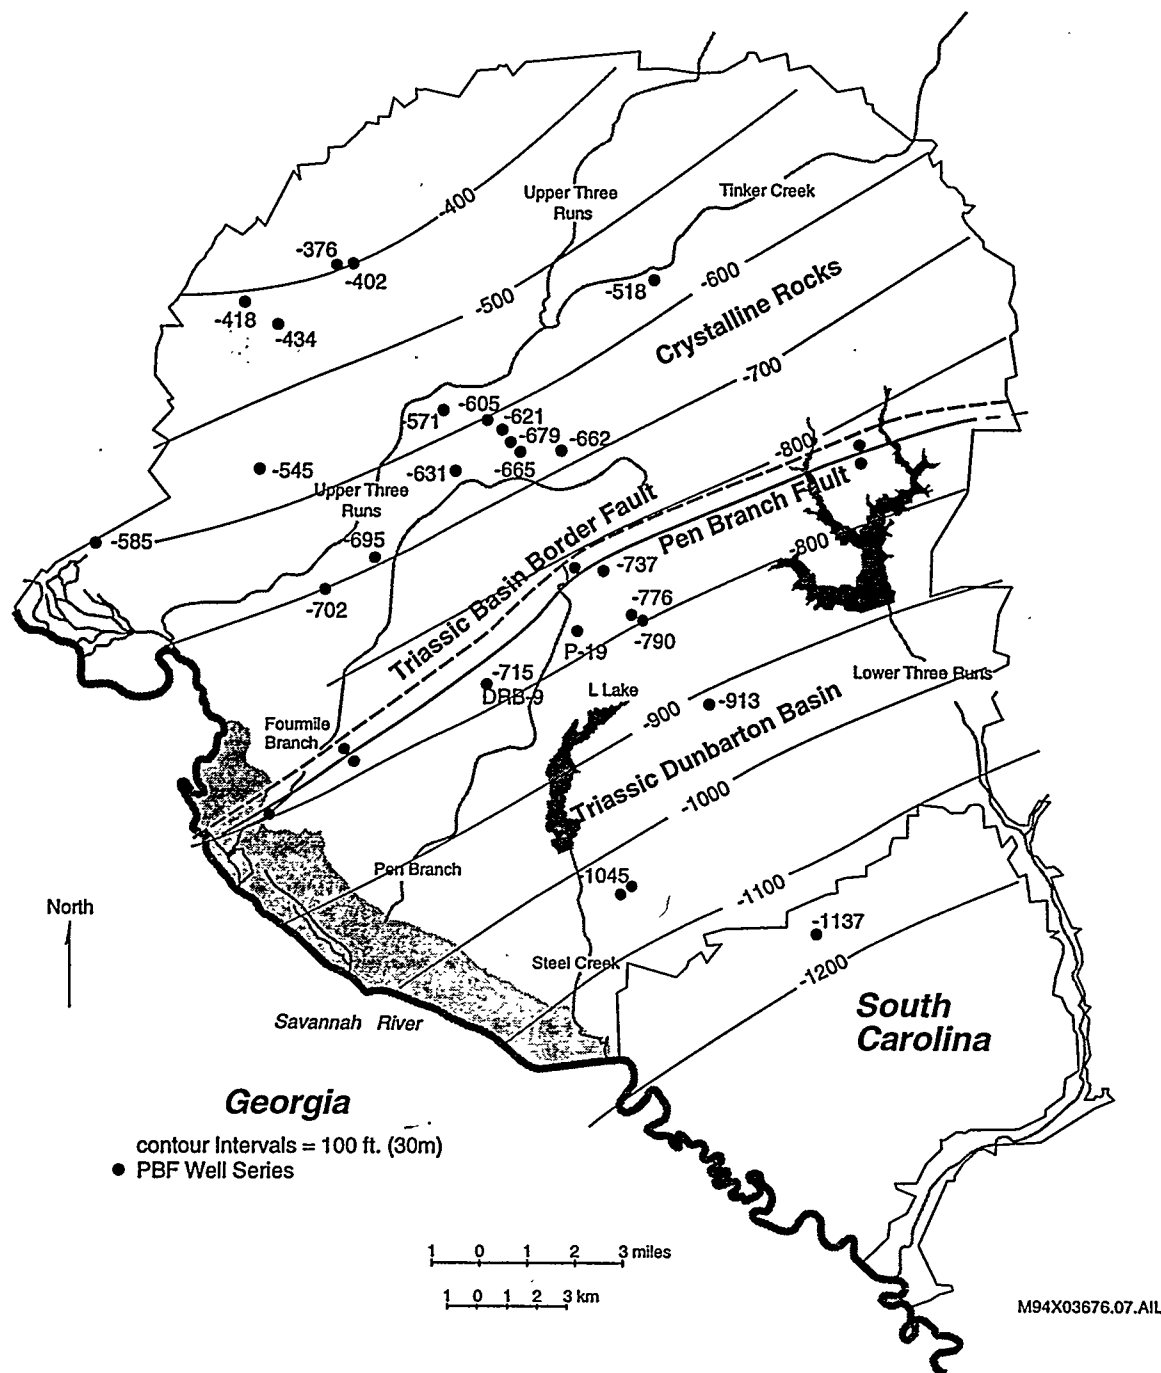 -400
Upper Three
Runs
Tinker Creek
-376
-402
-418
-434
-500
-518
-600
Crystalline Rocks
-700
-571
-605
-621
-679
-662
-665
-631
-545
Upper Three
Runs
-585
-695
-702
-800
Triassic Basin Border Fault
Pen Branch Fault
-800
-737
-776
-790
P-19
-715
DRB-9
L Lake
Lower Three Runs
-913
-900
Triassic Dunbarton Basin
-1000
Fourmile
Branch
Pen Branch
-1045
-1100
-1137
-1200
North
Steel Creek
South
Carolina
Savannah River
Georgia
contour intervals = 100 ft. (30m)
PBF Well Series
1 0 1 2 3 miles
1 0 1 2 3 km
M94X03676.07.AIL